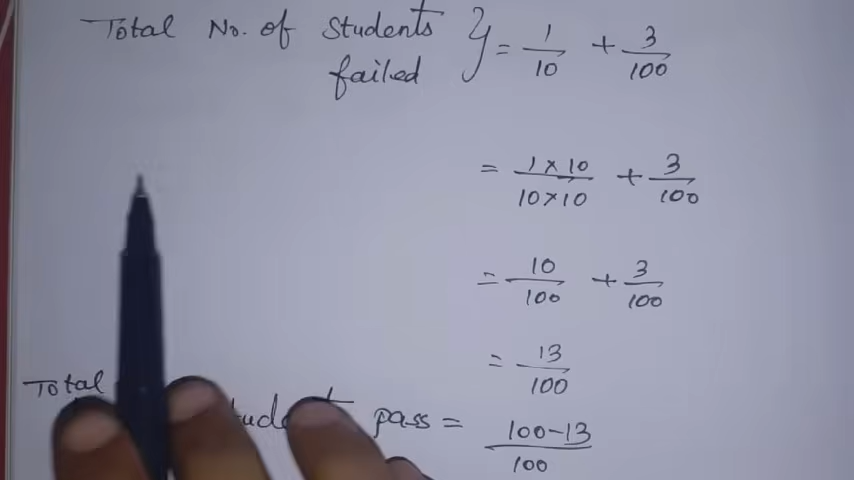 Total No. of Students failed } = 1/10 + 3/100
= 1×10/10×10 + 3/100
= 10/100 + 3/100
= 13/100
Total
pass = 100-13/100